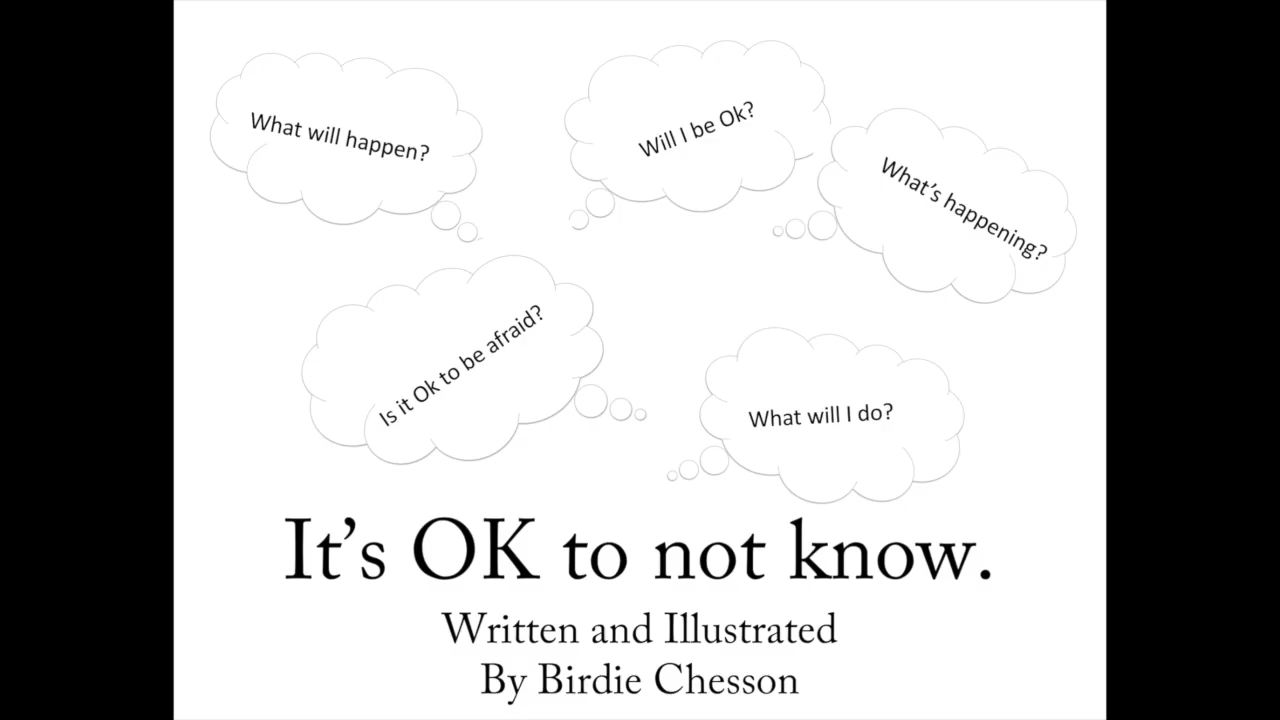 What will happen?
Will I be Ok?
What's happening?
Is it Ok to be afraid?
What will I do?
It's OK to not know.
Written and Illustrated
By Birdie Chesson